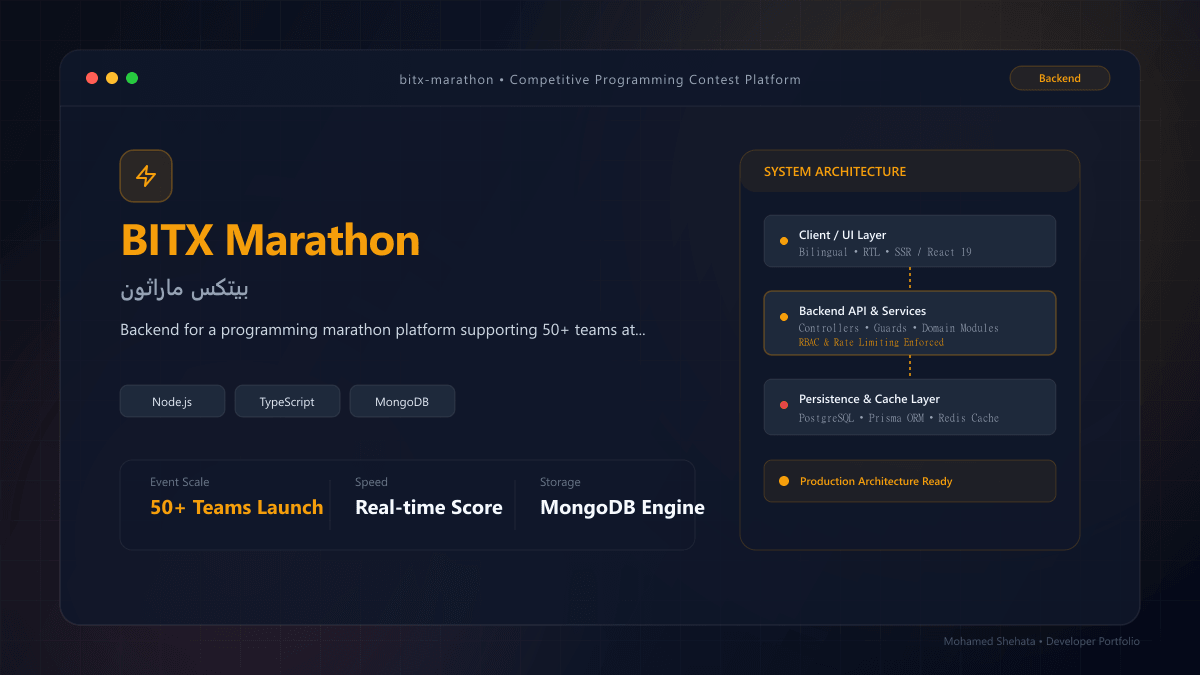 bitx-marathon • Competitive Programming Contest Platform
Backend
BITX Marathon
بيتكس ماراثون
Backend for a programming marathon platform supporting 50+ teams at...
Node.js
TypeScript
MongoDB
Event Scale
50+ Teams Launch
Speed
Real-time Score
Storage
MongoDB Engine
SYSTEM ARCHITECTURE
Client / UI Layer
Bilingual • RTL • SSR / React 19
Backend API & Services
Controllers • Guards • Domain Modules
RBAC & Rate Limiting Enforced
Persistence & Cache Layer
PostgreSQL • Prisma ORM • Redis Cache
Production Architecture Ready
Mohamed Shehata • Developer Portfolio